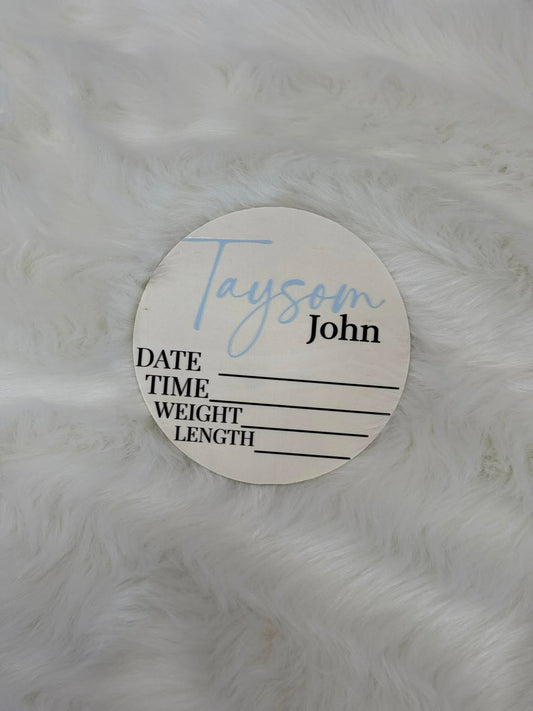 Taysom
John
DATE
TIME
WEIGHT
LENGTH